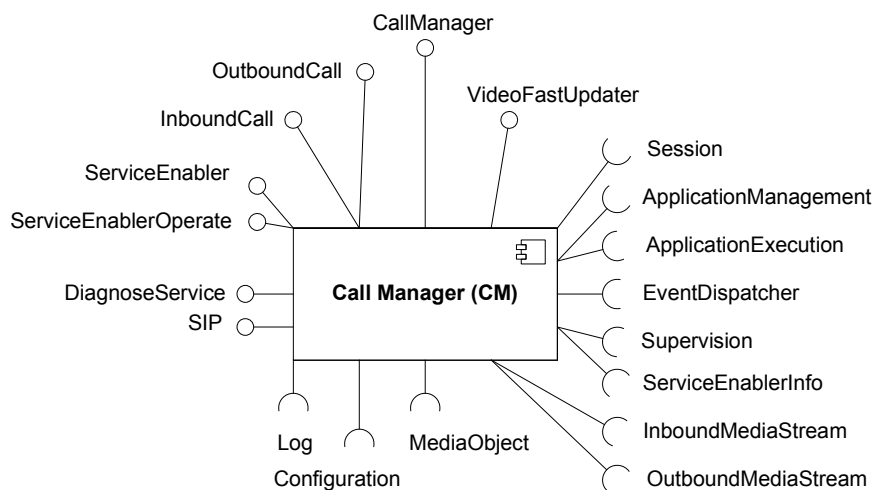 CallManager
OutboundCall
VideoFastUpdater
InboundCall
Session
ServiceEnabler
ApplicationManagement
ServiceEnablerOperate
ApplicationExecution
DiagnoseService
Call Manager (CM)
EventDispatcher
SIP
Supervision
ServiceEnablerInfo
InboundMediaStream
Log
MediaObject
Configuration
OutboundMediaStream